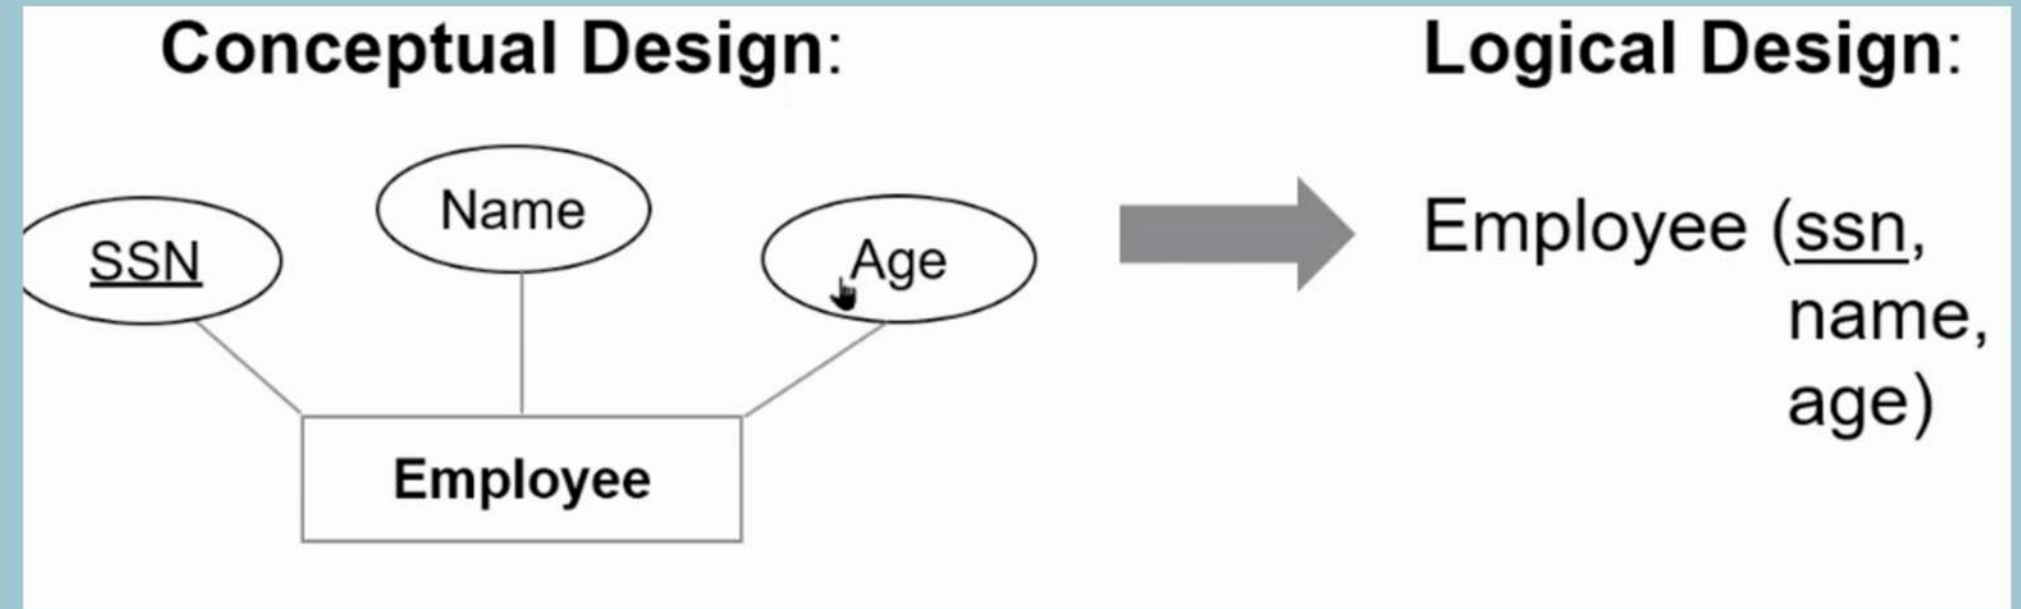 Conceptual Design:
Logical Design:
SSN
Name
Age
Employee
Employee (ssn,
name,
age)